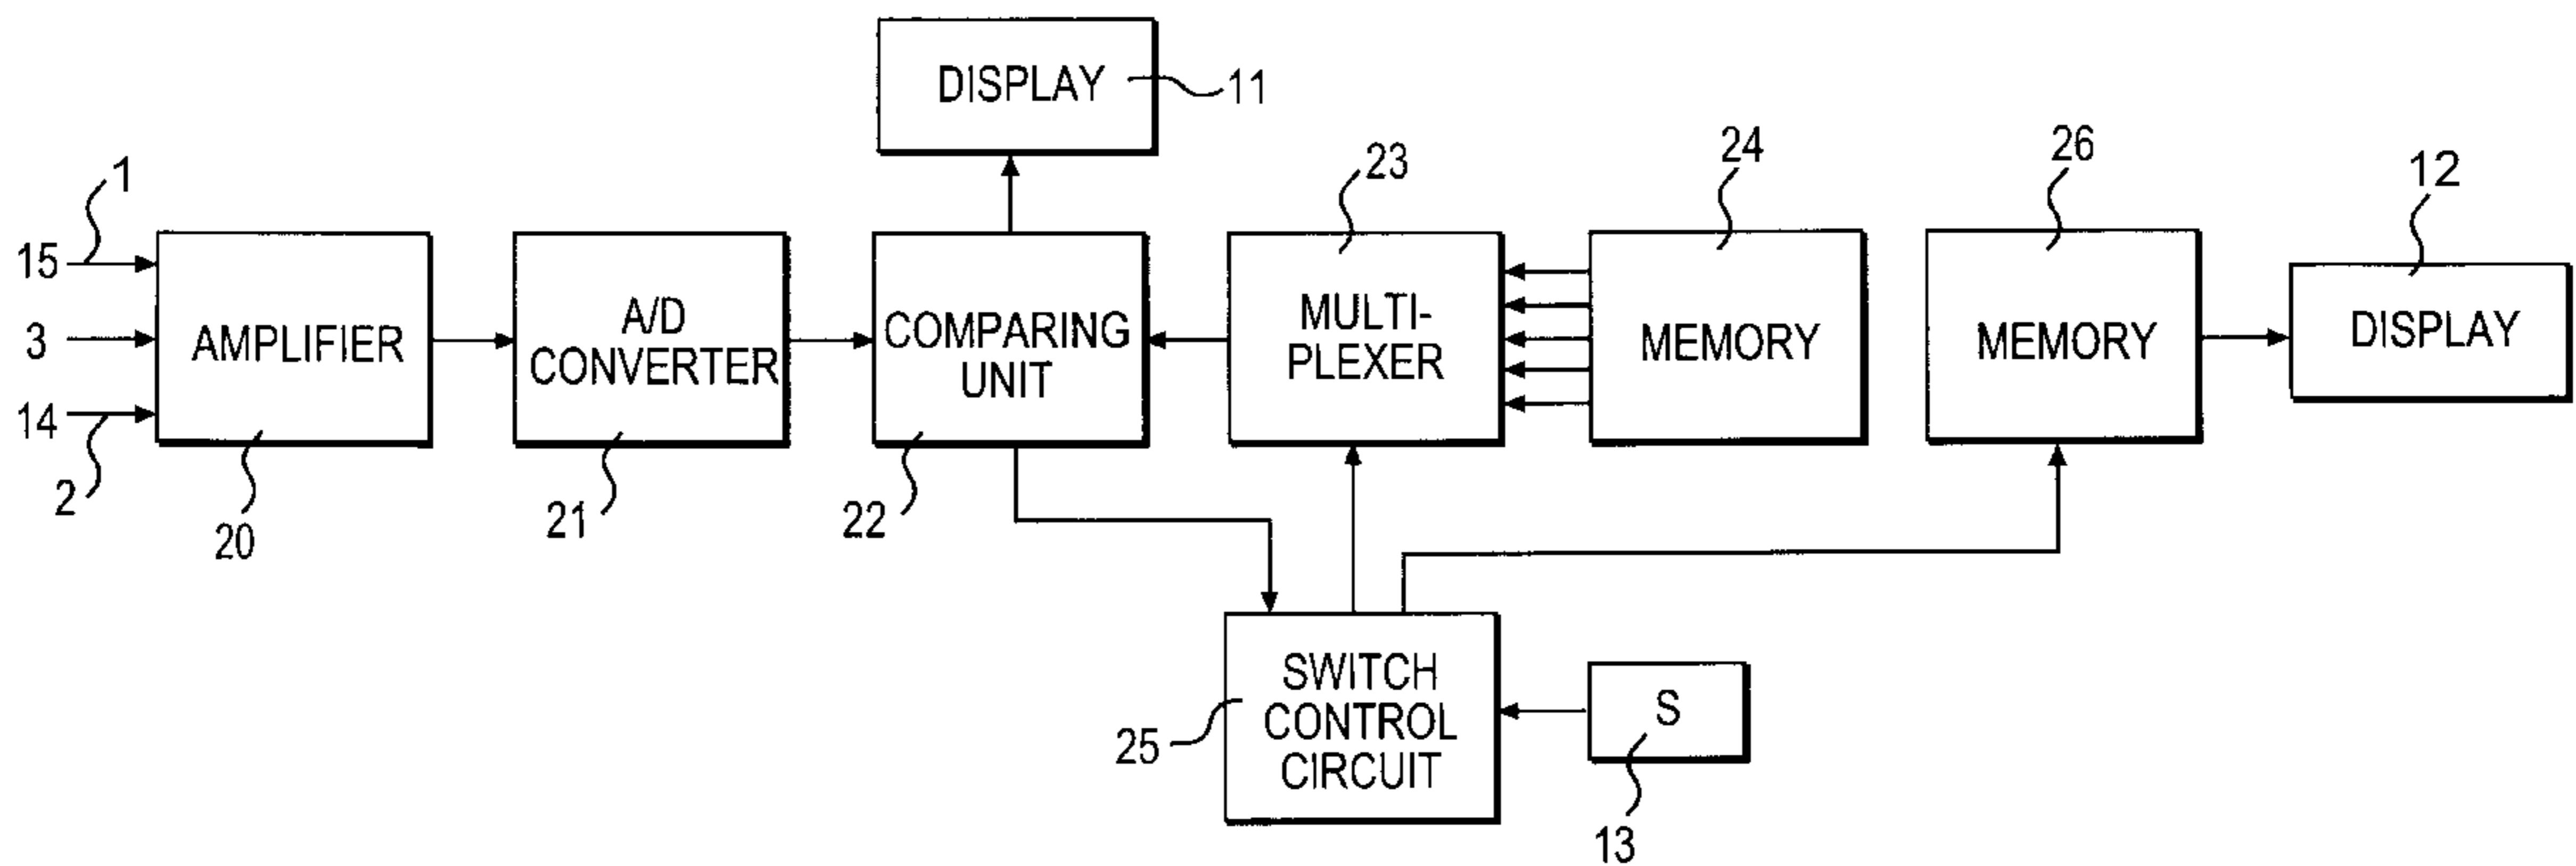 DISPLAY
11
1
23
24
26
12
15
3
14
2
AMPLIFIER
20
A/D
CONVERTER
21
COMPARING
UNIT
22
MULTI-
PLEXER
MEMORY
MEMORY
DISPLAY
SWITCH
CONTROL
CIRCUIT
25
S
13